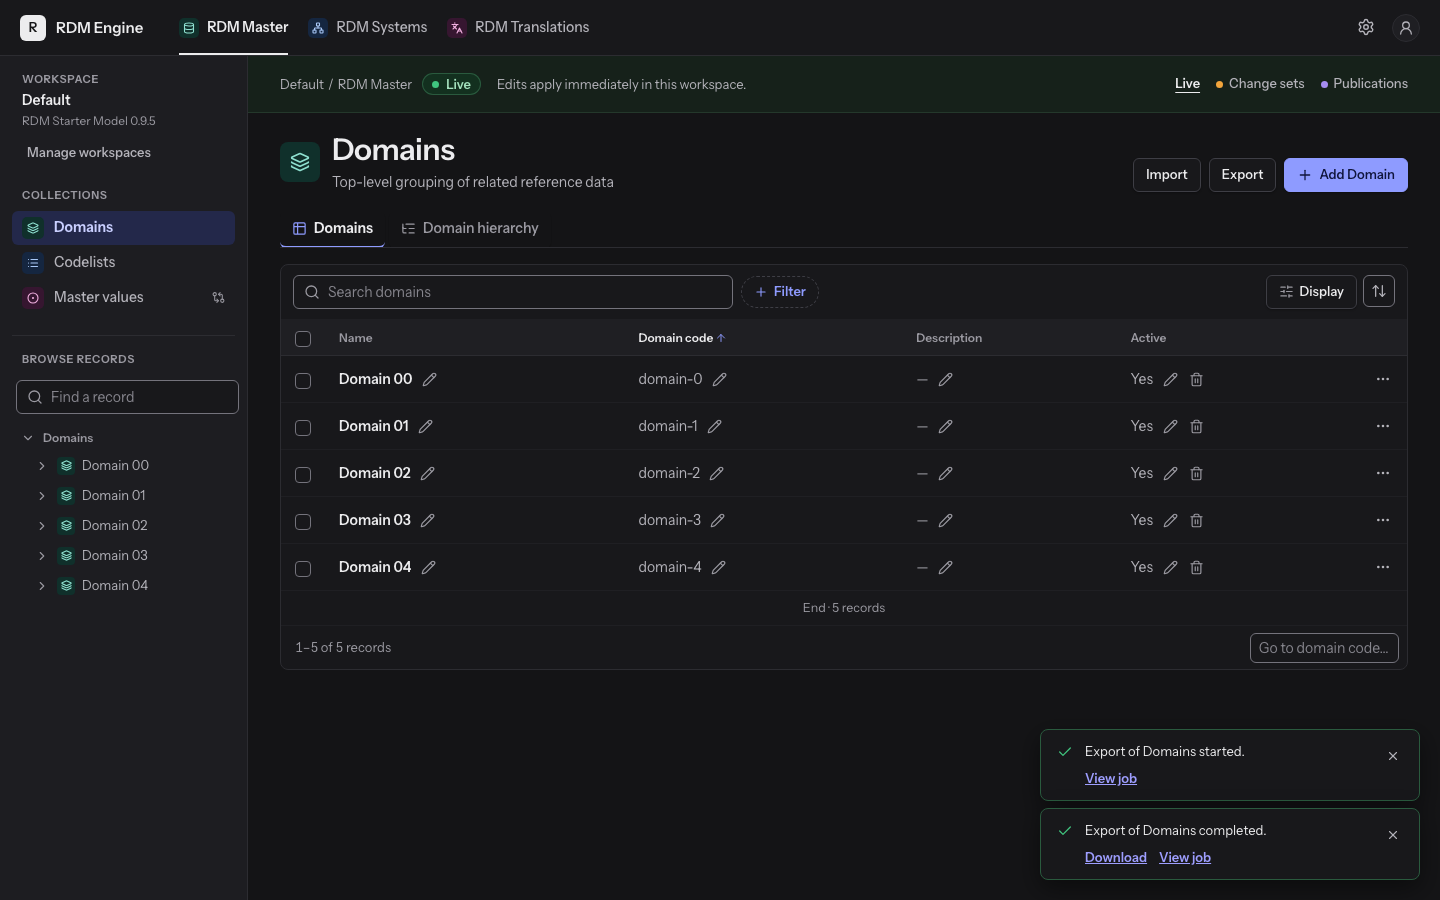 R RDM Engine RDM Master RDM Systems RDM Translations
WORKSPACE
Default
RDM Starter Model 0.9.5
Manage workspaces
COLLECTIONS
Domains
Codelists
Master values
BROWSE RECORDS
Find a record
Domains
Domain 00
Domain 01
Domain 02
Domain 03
Domain 04
Default / RDM Master Live Edits apply immediately in this workspace. Live Change sets Publications
Domains
Top-level grouping of related reference data
Import Export + Add Domain
Domains Domain hierarchy
Search domains + Filter Display
Name Domain code ↑ Description Active
Domain 00 domain-0 — Yes ...
Domain 01 domain-1 — Yes ...
Domain 02 domain-2 — Yes ...
Domain 03 domain-3 — Yes ...
Domain 04 domain-4 — Yes ...
End · 5 records
1–5 of 5 records Go to domain code...
Export of Domains started.
View job
Export of Domains completed.
Download View job